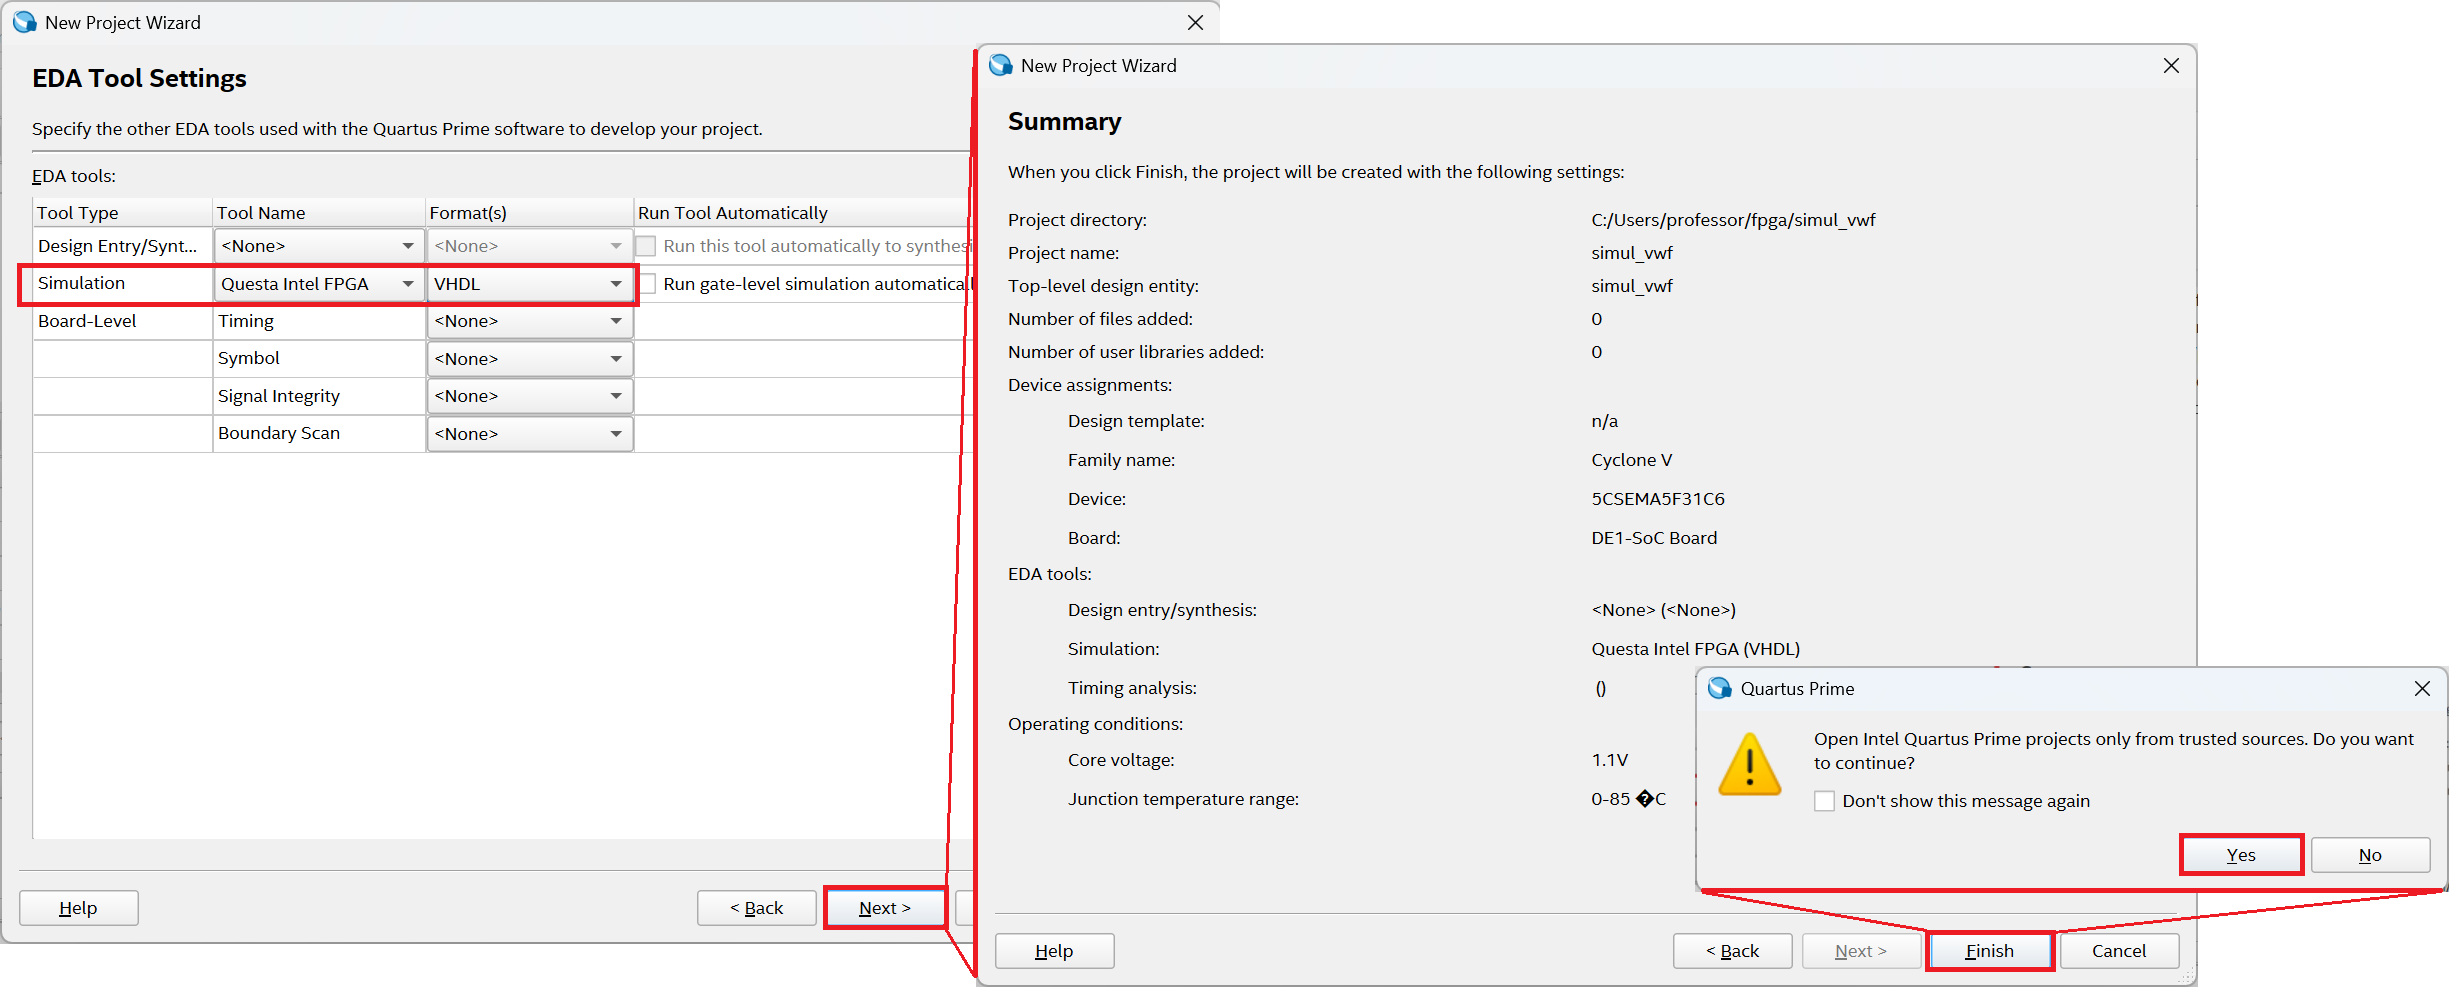 New Project Wizard
EDA Tool Settings
Specify the other EDA tools used with the Quartus Prime software to develop your project.
EDA tools:
Tool Type Tool Name Format(s) Run Tool Automatically
Design Entry/Synt... <None> <None> Run this tool automatically to synthesi
Simulation Questa Intel FPGA VHDL Run gate-level simulation automatical
Board-Level Timing <None>
Symbol <None>
Signal Integrity <None>
Boundary Scan <None>
Help < Back Next >
New Project Wizard
Summary
When you click Finish, the project will be created with the following settings:
Project directory: C:/Users/professor/fpga/simul_vwf
Project name: simul_vwf
Top-level design entity: simul_vwf
Number of files added: 0
Number of user libraries added: 0
Device assignments:
Design template: n/a
Family name: Cyclone V
Device: 5CSEMA5F31C6
Board: DE1-SoC Board
EDA tools:
Design entry/synthesis: <None> (<None>)
Simulation: Questa Intel FPGA (VHDL)
Timing analysis: ()
Operating conditions:
Core voltage: 1.1V
Junction temperature range: 0-85 �C
Help < Back Next > Finish Cancel
Quartus Prime
Open Intel Quartus Prime projects only from trusted sources. Do you want
to continue?
Don't show this message again
Yes No